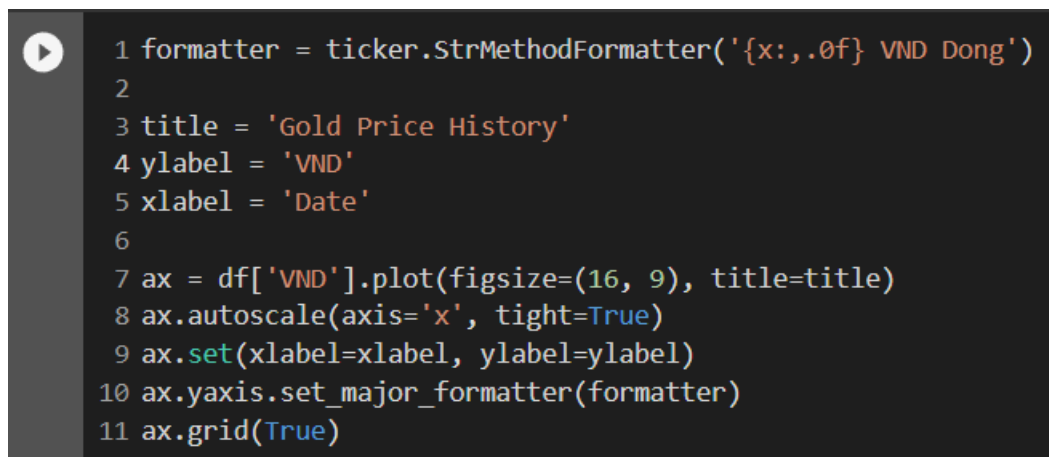 1 formatter = ticker.StrMethodFormatter('{x:,.0f} VND Dong')
2
3 title = 'Gold Price History'
4 ylabel = 'VND'
5 xlabel = 'Date'
6
7 ax = df['VND'].plot(figsize=(16, 9), title=title)
8 ax.autoscale(axis='x', tight=True)
9 ax.set(xlabel=xlabel, ylabel=ylabel)
10 ax.yaxis.set_major_formatter(formatter)
11 ax.grid(True)